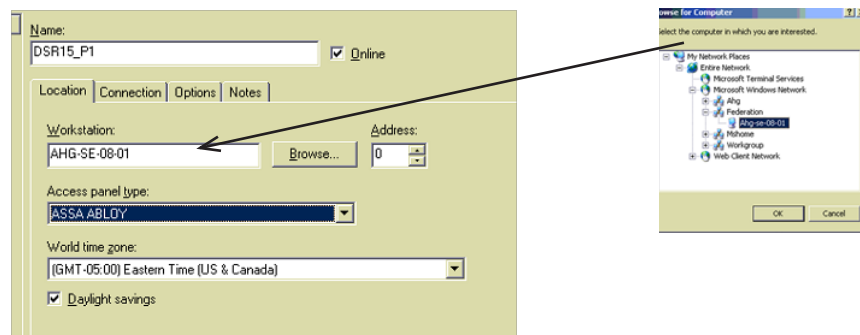 Name:
DSR15_P1
Online
Location Connection Options Notes
Workstation:
Address:
AHG-SE-08-01
Browse...
0
Access panel type:
ASSA ABLOY
World time zone:
(GMT-05:00) Eastern Time (US & Canada)
Daylight savings
owse for Computer
elect the computer in which you are interested.
My Network Places
Entire Network
Microsoft Terminal Services
Microsoft Windows Network
Ahg
Federation
Ahg-se-08-01
Mshome
Workgroup
Web Client Network
OK Cancel